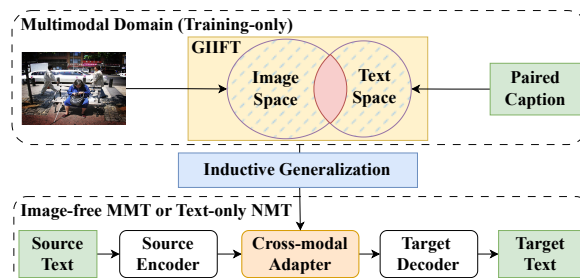 Multimodal Domain (Training-only)
GIIFT
Image
Space
Text
Space
Paired
Caption
Inductive Generalization
Image-free MMT or Text-only NMT
Source
Text
Source
Encoder
Cross-modal
Adapter
Target
Decoder
Target Text